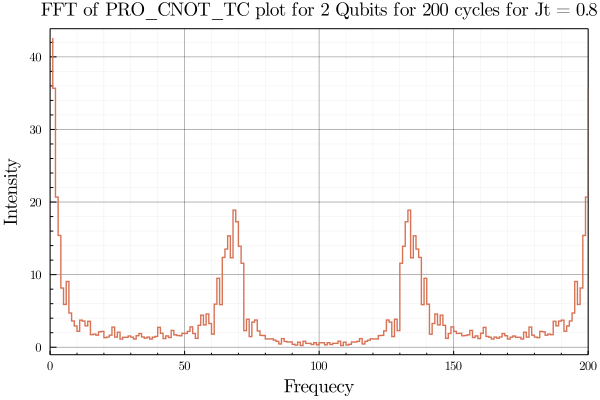 FFT of PRO_CNOT_TC plot for 2 Qubits for 200 cycles for Jt = 0.8
Intensity
40
30
20
10
0
0 50 100 150 200
Frequecy